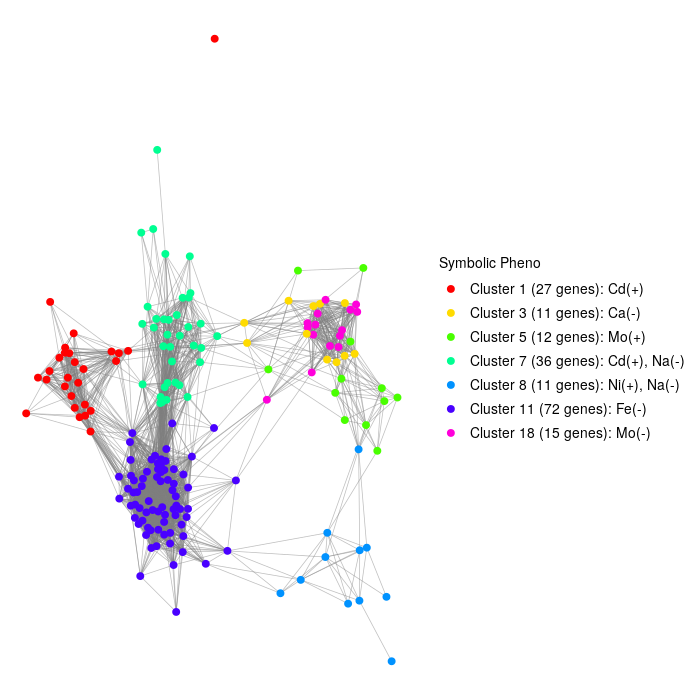 Symbolic Pheno
Cluster 1 (27 genes): Cd(+)
Cluster 3 (11 genes): Ca(-)
Cluster 5 (12 genes): Mo(+)
Cluster 7 (36 genes): Cd(+), Na(-)
Cluster 8 (11 genes): Ni(+), Na(-)
Cluster 11 (72 genes): Fe(-)
Cluster 18 (15 genes): Mo(-)